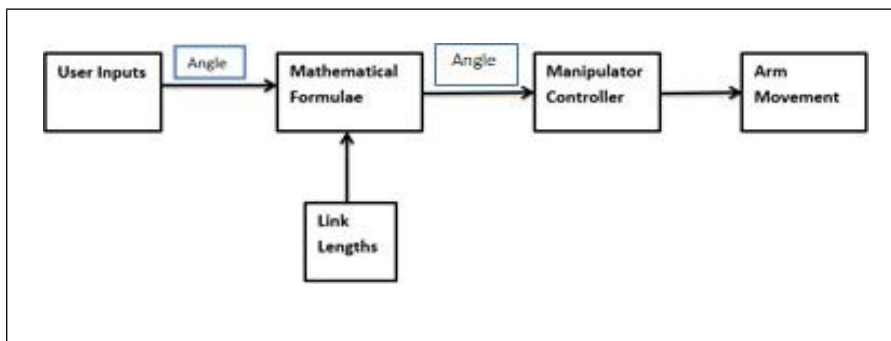 User Inputs
Angle
Mathematical
Formulae
Angle
Manipulator
Controller
Arm
Movement
Link
Lengths